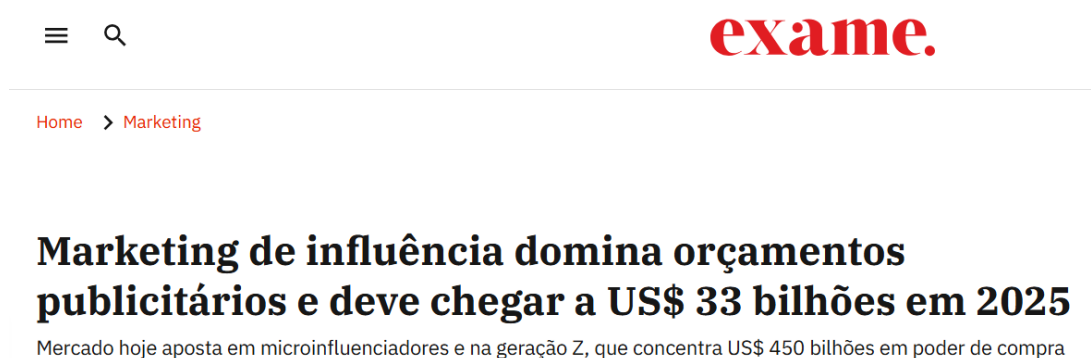 exame.
Home > Marketing
Marketing de influência domina orçamentos
publicitários e deve chegar a US$ 33 bilhões em 2025
Mercado hoje aposta em microinfluenciadores e na geração Z, que concentra US$ 450 bilhões em poder de compra